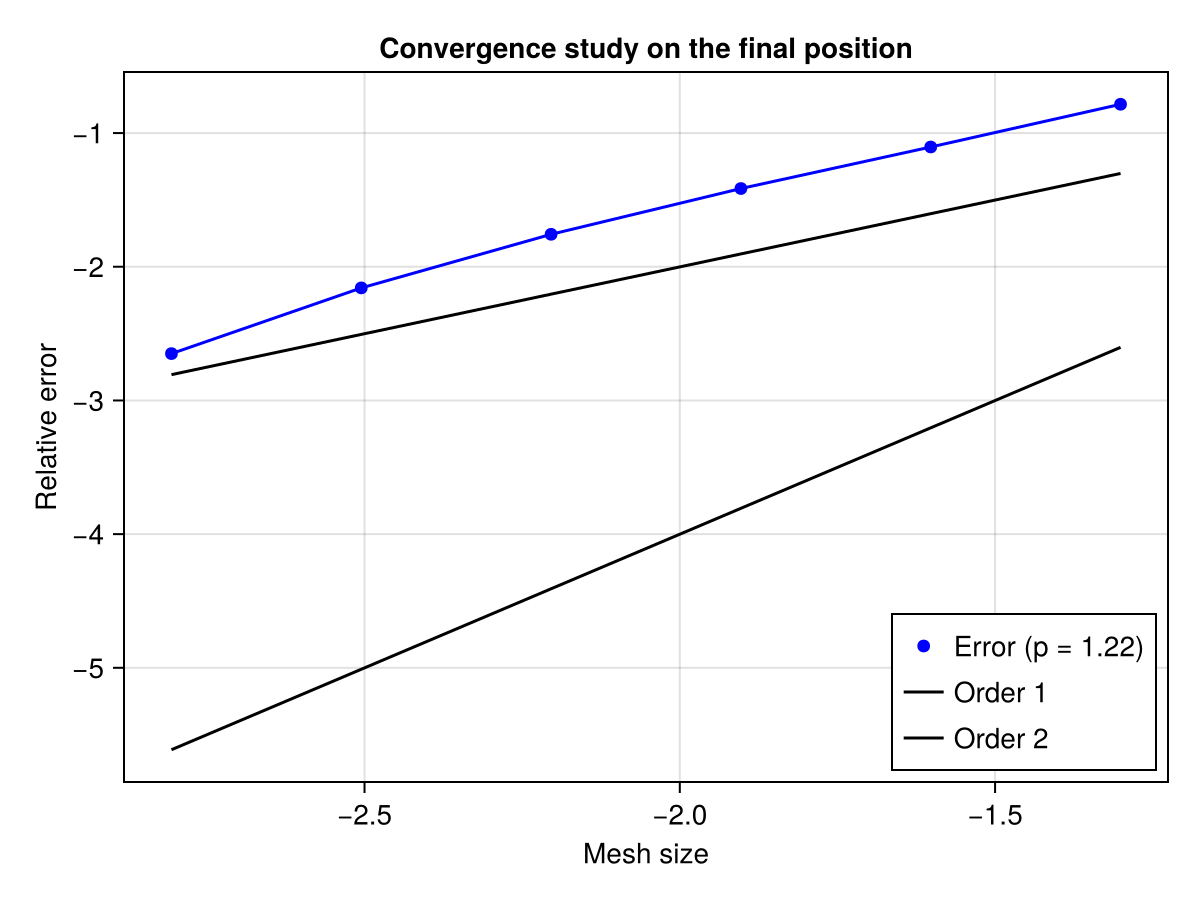 Convergence study on the final position
−1
−2
−3
−4
−5
Relative error
−2.5
−2.0
−1.5
Mesh size
Error (p = 1.22)
Order 1
Order 2